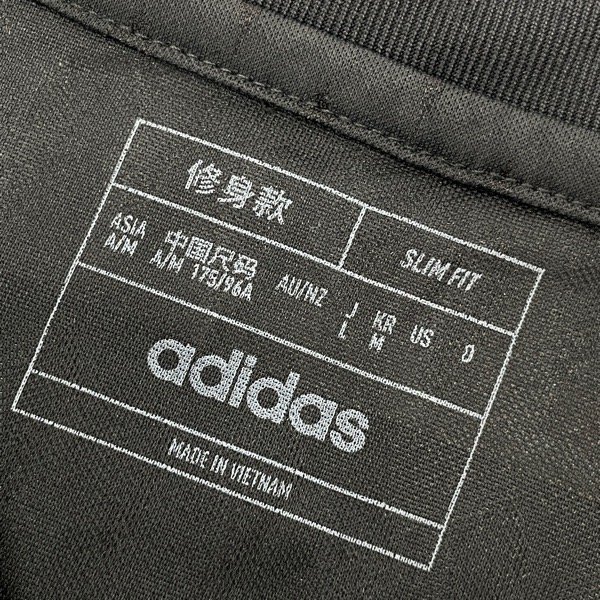 修身款 SLIM FIT
ASIA 中国尺码 AU/NZ J KR US D
A/M A/M 175/96A L M
adidas
MADE IN VIETNAM